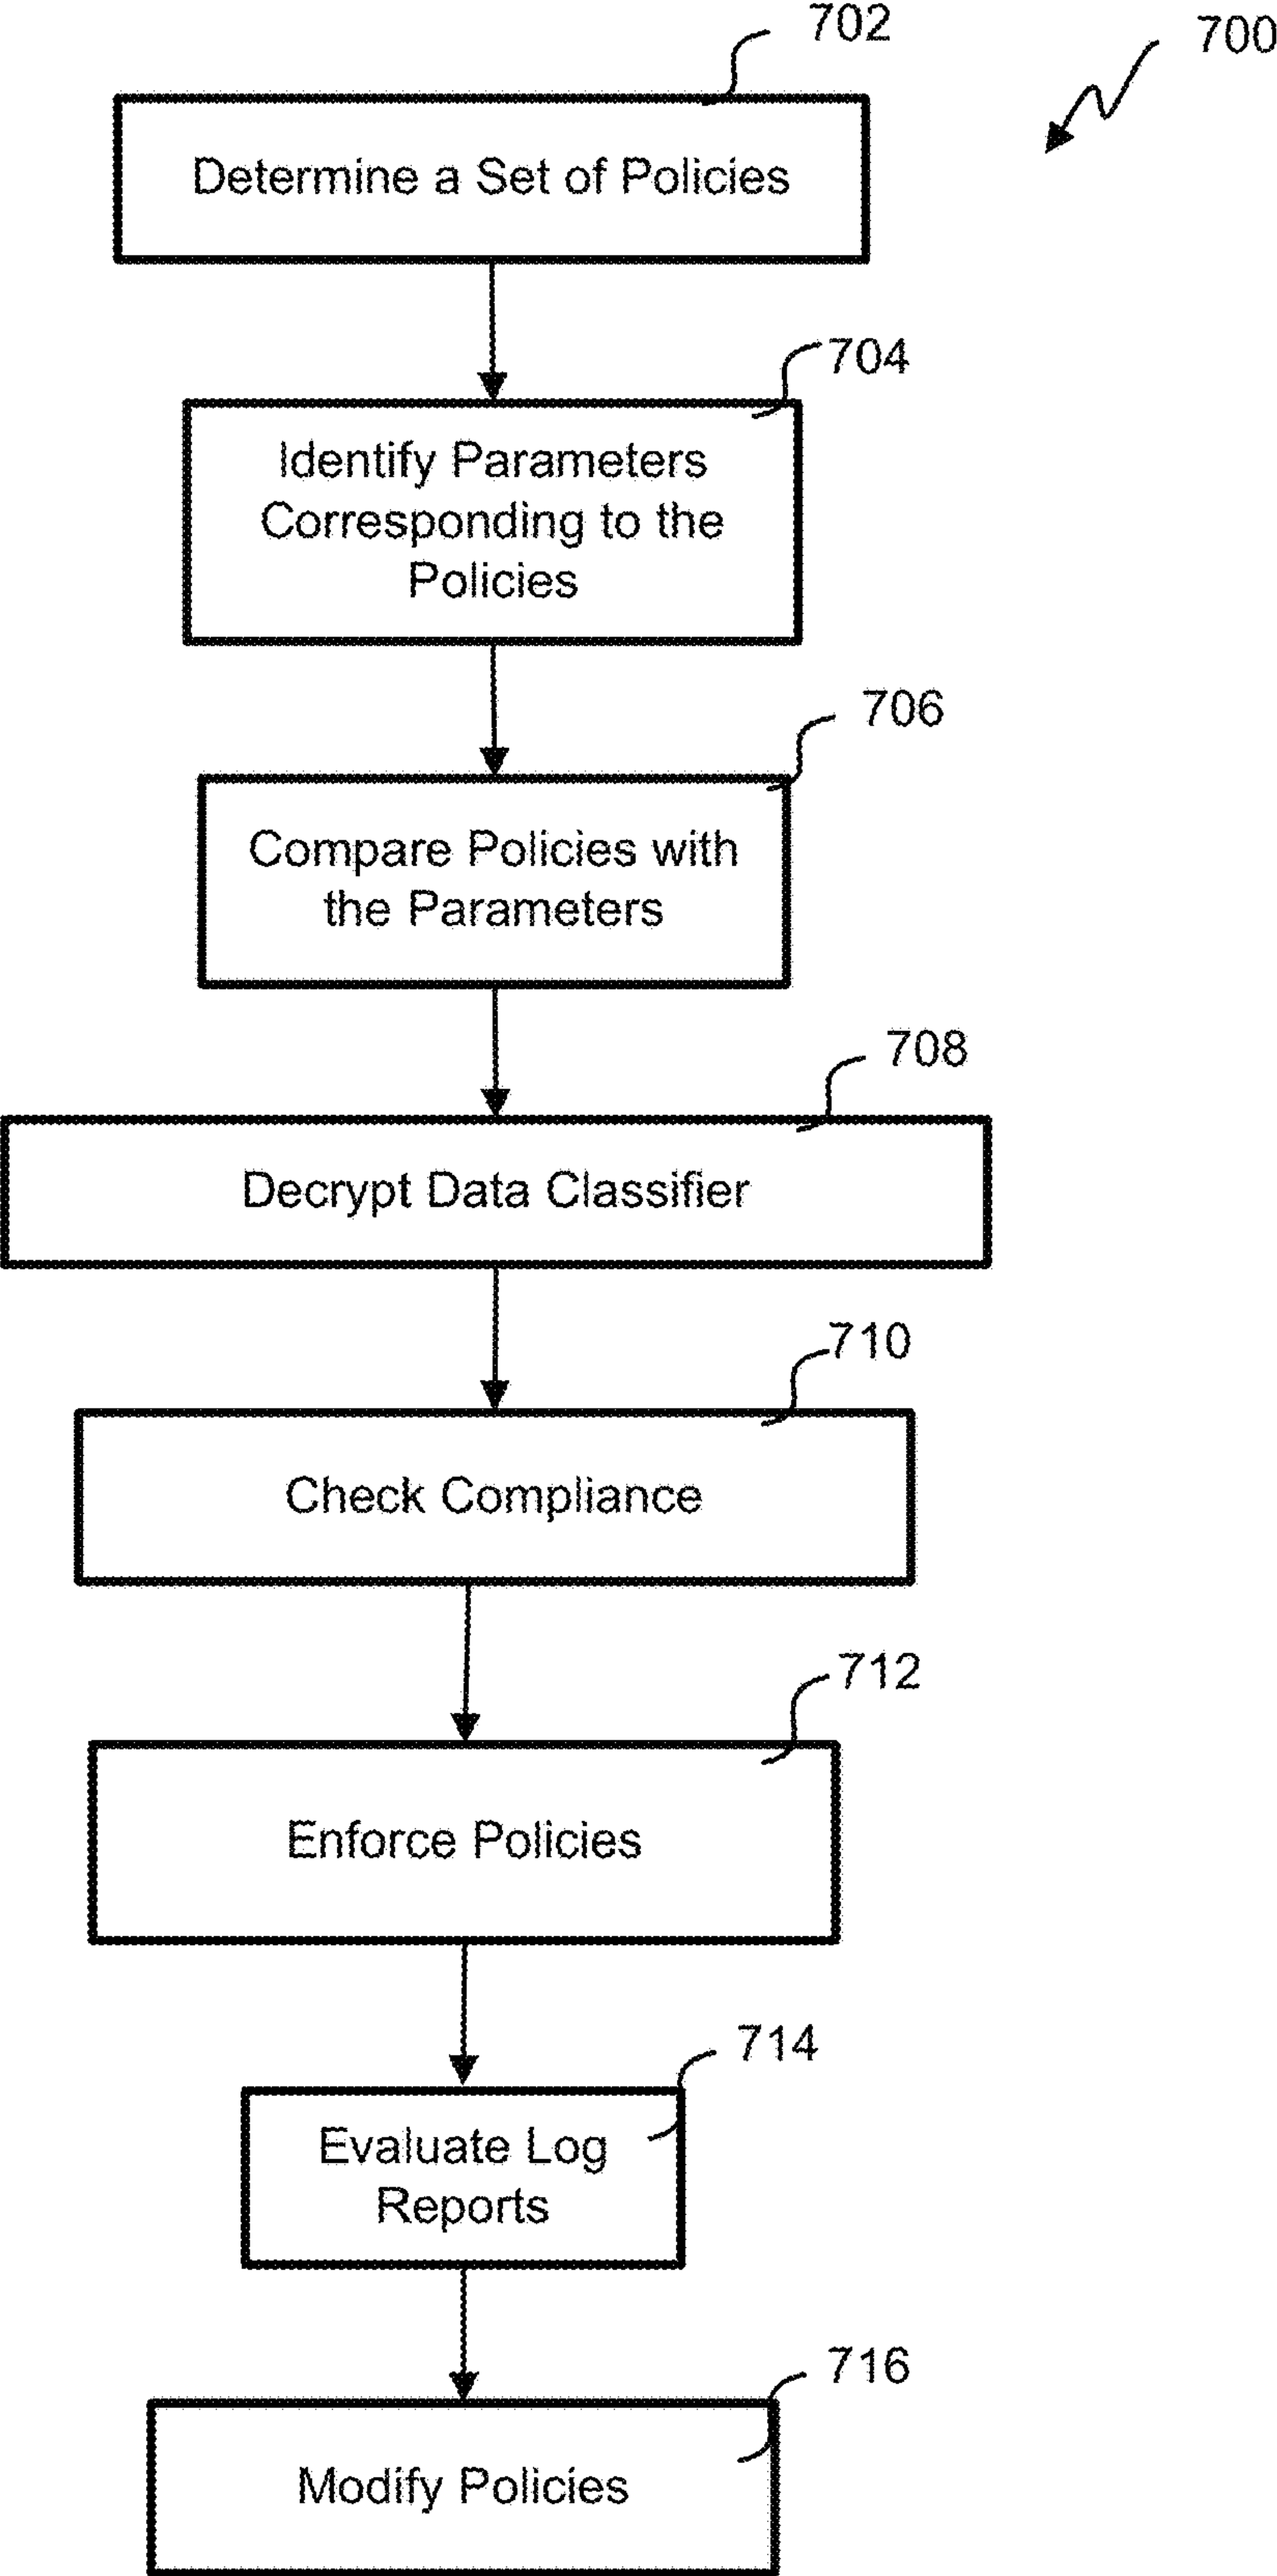 702
700
Determine a Set of Policies
704
Identify Parameters
Corresponding to the
Policies
706
Compare Policies with
the Parameters
708
Decrypt Data Classifier
710
Check Compliance
712
Enforce Policies
714
Evaluate Log
Reports
716
Modify Policies